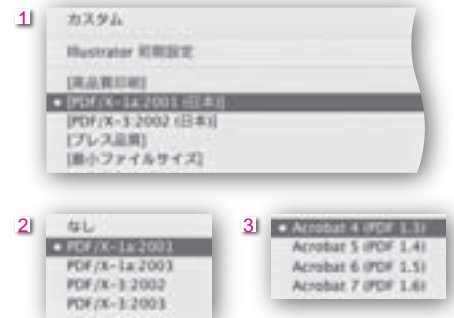 1
カスタム
Illustrator 初期設定
[高品質印刷]
• [PDF/X-1a:2001 (日本)]
[PDF/X-3:2002 (日本)]
[プレス品質]
[最小ファイルサイズ]
2
なし
• PDF/X-1a:2001
PDF/X-1a:2003
PDF/X-3:2002
PDF/X-3:2003
3
• Acrobat 4 (PDF 1.3)
Acrobat 5 (PDF 1.4)
Acrobat 6 (PDF 1.5)
Acrobat 7 (PDF 1.6)